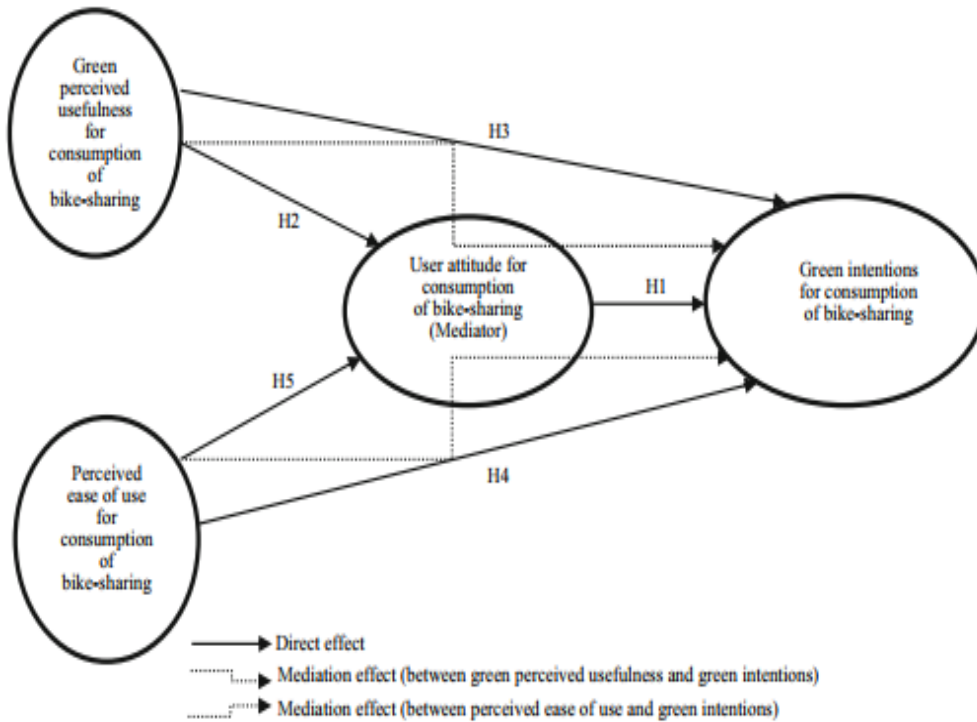 Green
perceived
usefulness
for
consumption
of
bike-sharing
H3
H2
User attitude for
consumption
of bike-sharing
(Mediator)
H1
Green intentions
for consumption
of bike-sharing
H5
Perceived
ease of use
for
consumption
of
bike-sharing
H4
Direct effect
Mediation effect (between green perceived usefulness and green intentions)
Mediation effect (between perceived ease of use and green intentions)